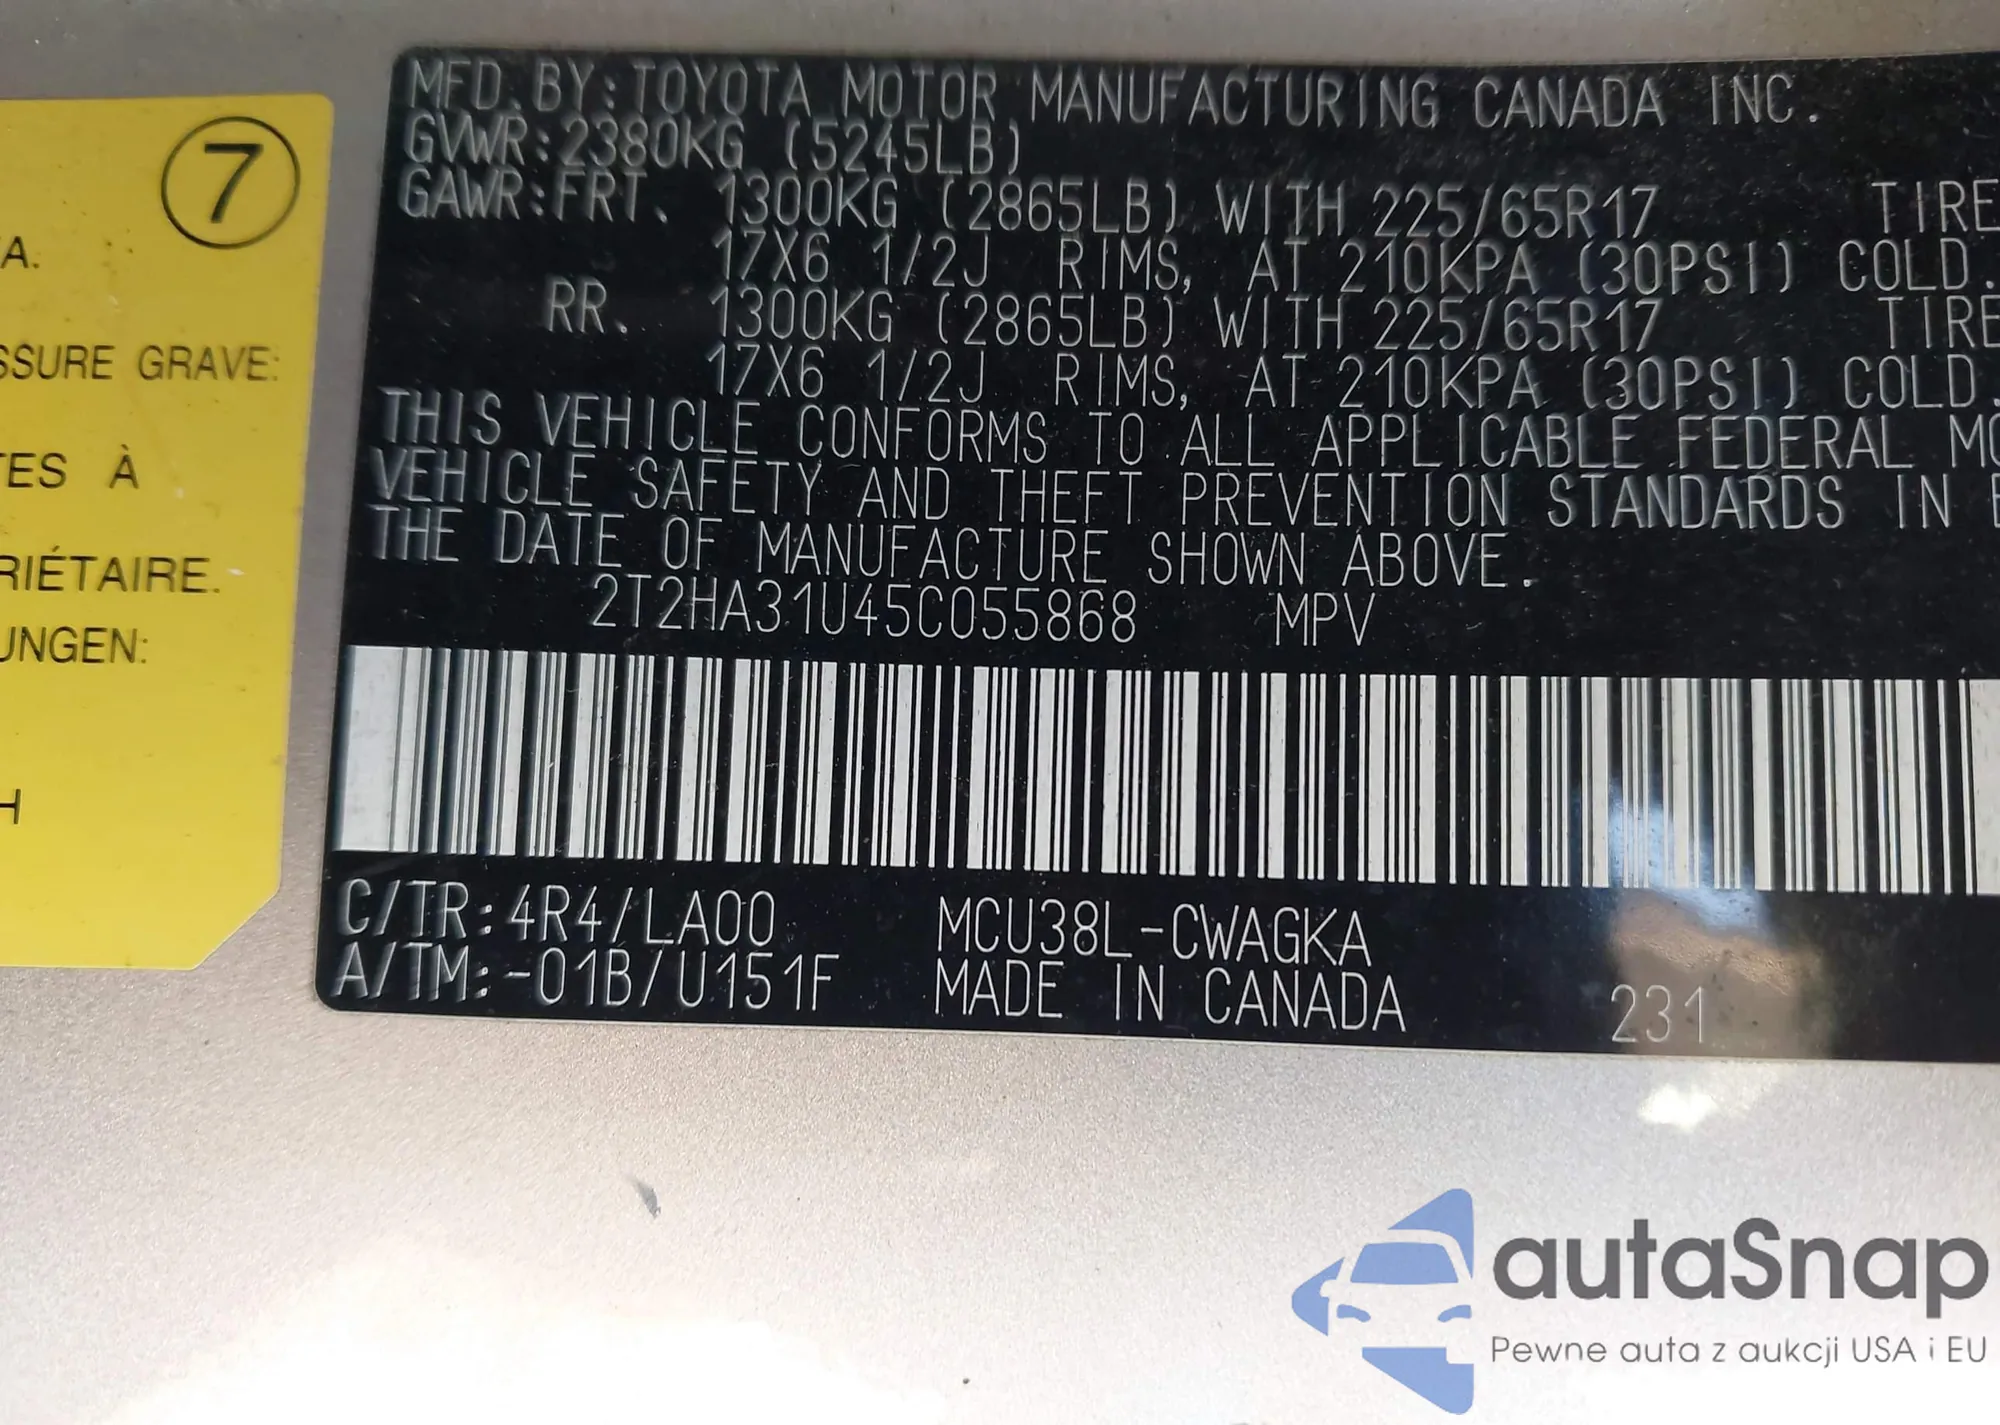 7
A.
SSURE GRAVE:
TES À
RIÉTAIRE.
UNGEN:
H
MFD.BY:TOYOTA MOTOR MANUFACTURING CANADA INC.
GVWR:2380KG (5245LB)
GAWR:FRT. 1300KG (2865LB) WITH 225/65R17 TIRE
17X6 1/2J RIMS, AT 210KPA (30PSI) COLD.
RR. 1300KG (2865LB) WITH 225/65R17 TIRE
17X6 1/2J RIMS, AT 210KPA (30PSI) COLD.
THIS VEHICLE CONFORMS TO ALL APPLICABLE FEDERAL MO
VEHICLE SAFETY AND THEFT PREVENTION STANDARDS IN E
THE DATE OF MANUFACTURE SHOWN ABOVE.
2T2HA31U45C055868 MPV
C/TR:4R4/LA00 MCU38L-CWAGKA
A/TM:-01B/U151F MADE IN CANADA 231
autaSnap
Pewne auta z aukcji USA i EU